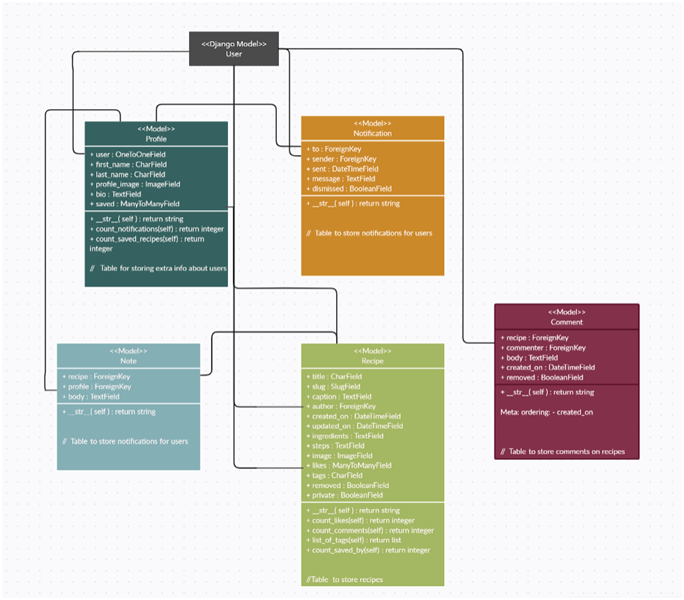 <<Django Model>>
User
<<Model>>
Profile
+ user : OneToOneField
+ first_name : CharField
+ last_name : CharField
+ profile_image : ImageField
+ bio : TextField
+ saved : ManyToManyField
+ __str__( self ) : return string
+ count_notifications(self) : return integer
+ count_saved_recipes(self) : return
integer
// Table for storing extra info about users
<<Model>>
Notification
+ to : ForeignKey
+ sender : ForeignKey
+ sent : DateTimeField
+ message : TextField
+ dismissed : BooleanField
+ __str__( self ) : return string
// Table to store notifications for users
<<Model>>
Comment
+ recipe : ForeignKey
+ commenter : ForeignKey
+ body : TextField
+ created_on : DateTimeField
+ removed : BooleanField
+ __str__( self ) : return string
Meta: ordering: - created_on
// Table to store comments on recipes
<<Model>>
Note
+ recipe : ForeignKey
+ profile : ForeignKey
+ body : TextField
+ __str__( self ) : return string
// Table to store notifications for users
<<Model>>
Recipe
+ title : CharField
+ slug : SlugField
+ caption : TextField
+ author : ForeignKey
+ created_on : DateTimeField
+ updated_on : DateTimeField
+ ingredients : TextField
+ steps : TextField
+ image : ImageField
+ likes : ManyToManyField
+ tags : CharField
+ removed : BooleanField
+ private : BooleanField
+ __str__( self ) : return string
+ count_likes(self) : return integer
+ count_comments(self) : return integer
+ list_of_tags(self) : return list
+ count_saved_by(self) : return integer
//Table to store recipes